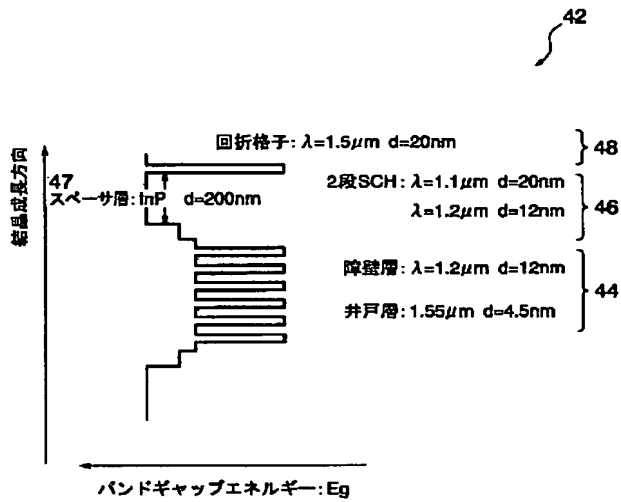 42
回折格子:λ=1.5μm d=20nm
48
結晶成長方向
47
スペーサ層:InP d=200nm
2段SCH:λ=1.1μm d=20nm
λ=1.2μm d=12nm
46
障壁層:λ=1.2μm d=12nm
44
井戸層:1.55μm d=4.5nm
バンドギャップエネルギー:Eg